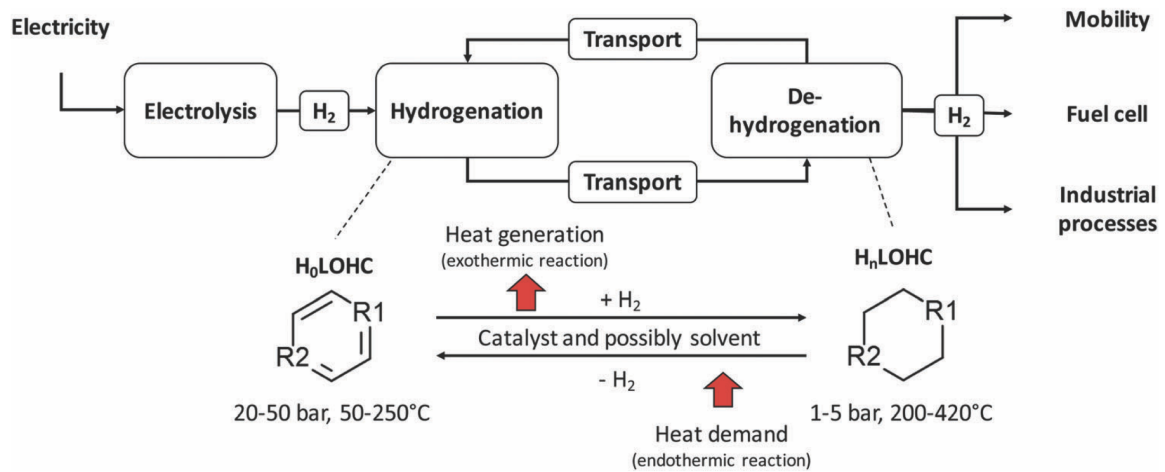 Electricity
Electrolysis
H₂
Hydrogenation
Transport
Transport
De-
hydrogenation
H₂
Mobility
Fuel cell
Industrial
processes
Heat generation
(exothermic reaction)
H₀LOHC
HₙLOHC
R1
R2
+ H₂
Catalyst and possibly solvent
- H₂
R1
R2
20-50 bar, 50-250°C
1-5 bar, 200-420°C
Heat demand
(endothermic reaction)